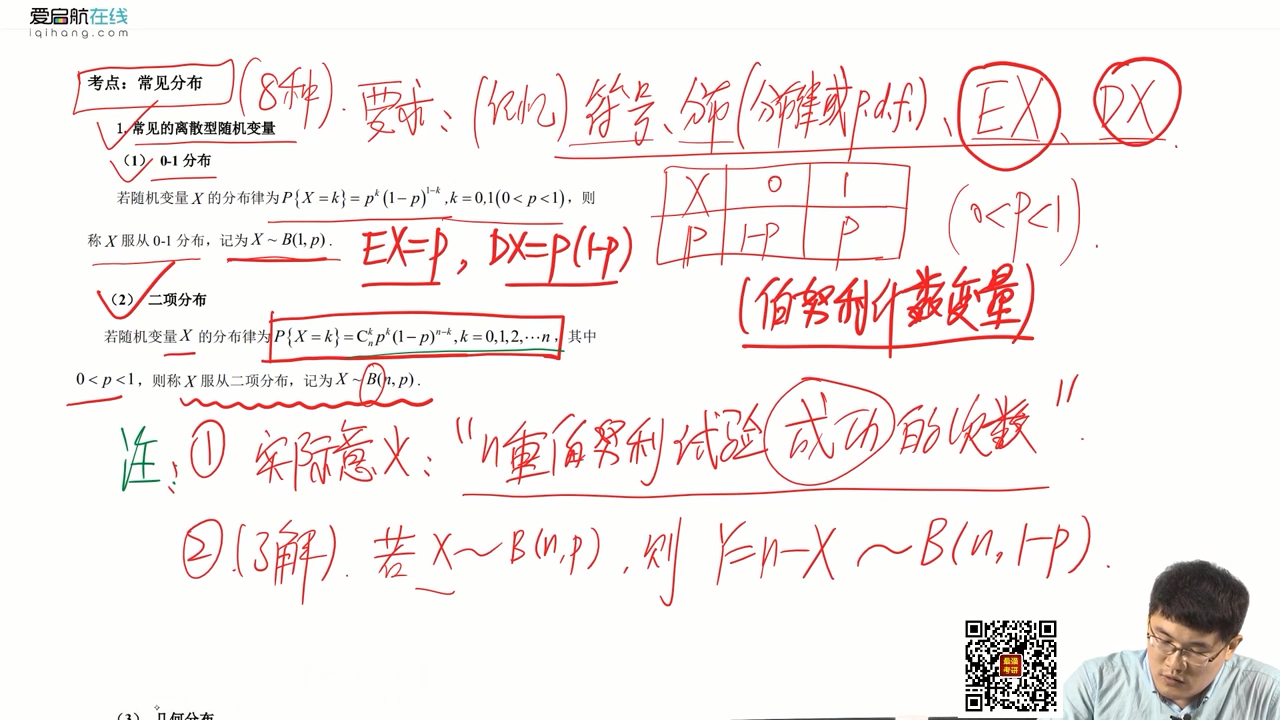 爱启航在线
iqihang.com
考点：常见分布 (8种). 要求：(记忆) 符号、分布(分布律或p.d.f.)、EX、DX.
1. 常见的离散型随机变量
（1） 0-1 分布
若随机变量 X 的分布律为 P{X = k} = p^k (1−p)^{1−k}, k = 0,1(0 < p < 1)，则
称 X 服从 0-1 分布，记为 X ~ B(1, p).
EX=p, DX=p(1-p)
X 0 1
P 1-p p
(0<p<1).
(伯努利计数变量)
（2） 二项分布
若随机变量 X 的分布律为 P{X = k} = C_n^k p^k (1−p)^{n−k}, k = 0,1,2,⋯n，其中
0 < p < 1，则称 X 服从二项分布，记为 X ~ B(n, p).
注：① 实际意义：“n重伯努利试验成功的次数”.
②(了解). 若 X~B(n,p), 则 Y=n-X ~ B(n, 1-p).
最强
考研
（3） 几何分布